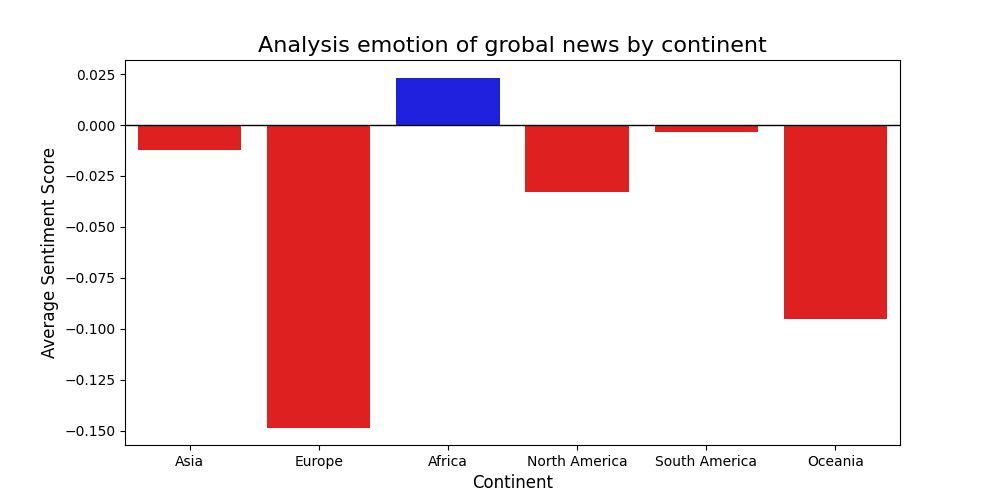 Analysis emotion of grobal news by continent
0.025
0.000
−0.025
−0.050
−0.075
−0.100
−0.125
−0.150
Average Sentiment Score
Asia
Europe
Africa
North America
South America
Oceania
Continent